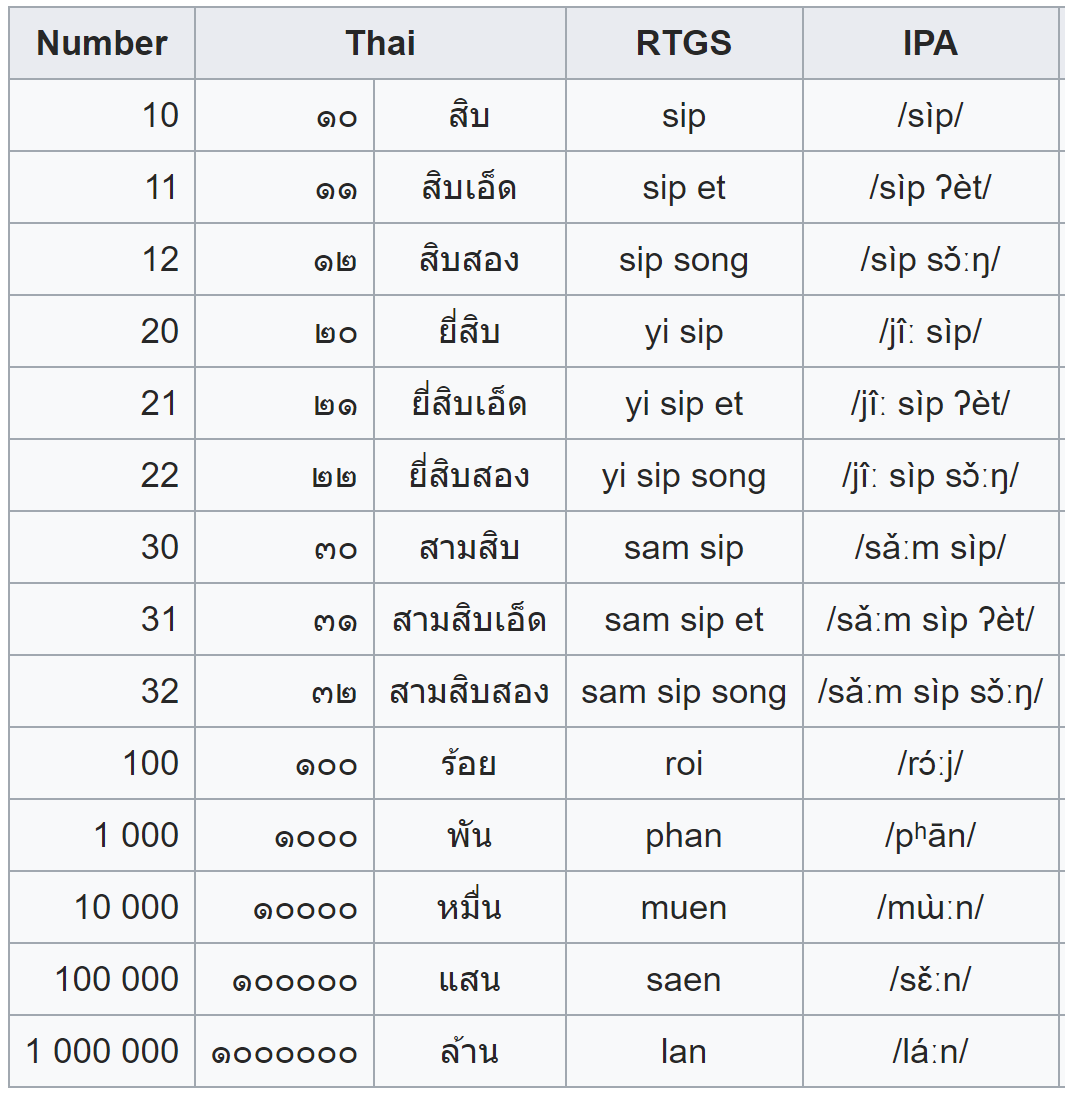 Number Thai RTGS IPA
10 ๑๐ สิบ sip /sìp/
11 ๑๑ สิบเอ็ด sip et /sìp ʔèt/
12 ๑๒ สิบสอง sip song /sìp sɔ̌ːŋ/
20 ๒๐ ยี่สิบ yi sip /jîː sìp/
21 ๒๑ ยี่สิบเอ็ด yi sip et /jîː sìp ʔèt/
22 ๒๒ ยี่สิบสอง yi sip song /jîː sìp sɔ̌ːŋ/
30 ๓๐ สามสิบ sam sip /sǎːm sìp/
31 ๓๑ สามสิบเอ็ด sam sip et /sǎːm sìp ʔèt/
32 ๓๒ สามสิบสอง sam sip song /sǎːm sìp sɔ̌ːŋ/
100 ๑๐๐ ร้อย roi /rɔ́ːj/
1 000 ๑๐๐๐ พัน phan /pʰān/
10 000 ๑๐๐๐๐ หมื่น muen /mɯ̀ːn/
100 000 ๑๐๐๐๐๐ แสน saen /sɛ̌ːn/
1 000 000 ๑๐๐๐๐๐๐ ล้าน lan /láːn/